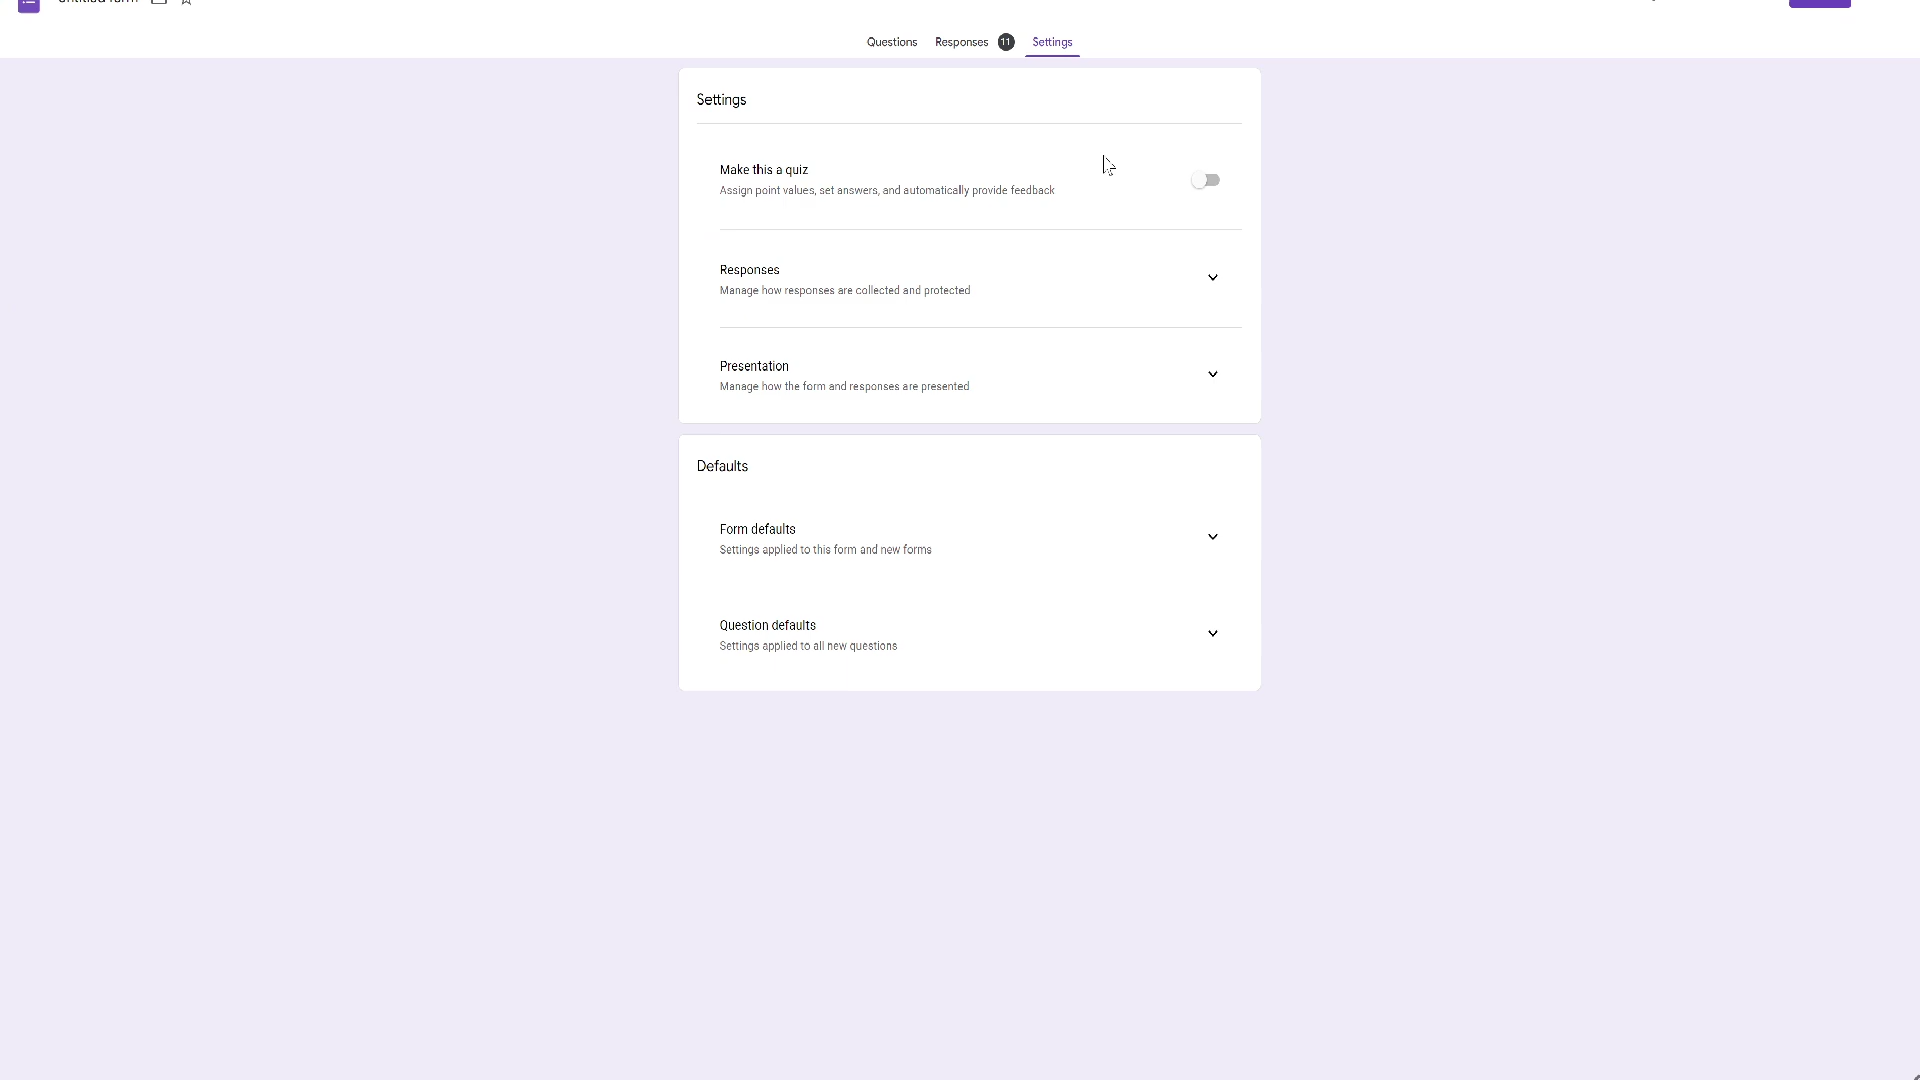 Untitled form
Questions Responses 11 Settings
Settings
Make this a quiz
Assign point values, set answers, and automatically provide feedback
Responses
Manage how responses are collected and protected
Presentation
Manage how the form and responses are presented
Defaults
Form defaults
Settings applied to this form and new forms
Question defaults
Settings applied to all new questions